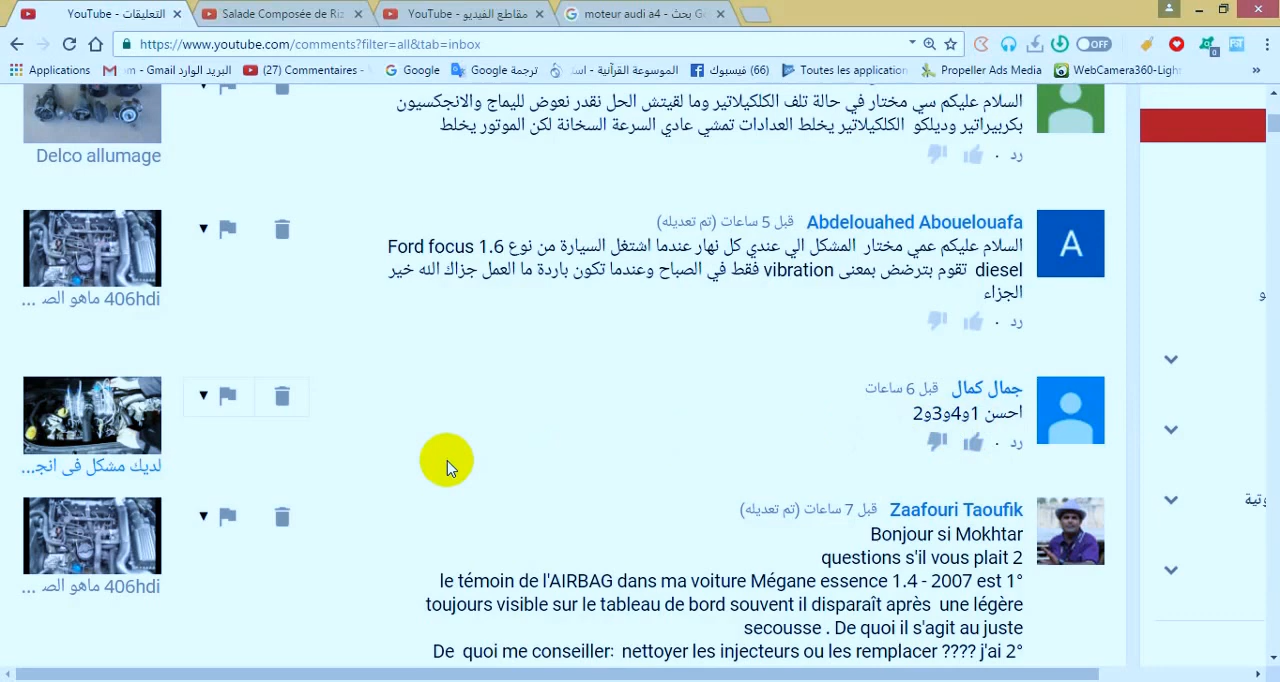 YouTube - التعليقات
Salade Composée de Riz
YouTube - مقاطع الفيديو
moteur audi a4 - بحث G
https://www.youtube.com/comments?filter=all&tab=inbox
OFF
Applications
البريد الوارد - Gmail
(27) Commentaires -
Google
ترجمة Google
الموسوعة القرآنية -
(66) فيسبوك
Toutes les application
Propeller Ads Media
WebCamera360-Light
»
السلام عليكم سي مختار في حالة تلف الكلكيلاتير وما لقيتش الحل نقدر نعوض لليماج والانجكسيون
بكربيراتير وديلكو الكلكيلاتير يخلط العدادات تمشي عادي السرعة السخانة لكن الموتور يخلط
رد
Delco allumage
Abdelouahed Abouelouafa قبل 5 ساعات (تم تعديله)
السلام عليكم عمي مختار المشكل الي عندي كل نهار عندما اشتغل السيارة من نوع Ford focus 1.6
diesel تقوم بترضض بمعنى vibration فقط في الصباح وعندما تكون باردة ما العمل جزاك الله خير
الجزاء
رد
A
406hdi ماهو الص ...
جمال كمال قبل 6 ساعات
احسن 1و4و3و2
رد
لديك مشكل في انج...
Zaafouri Taoufik قبل 7 ساعات (تم تعديله)
Bonjour si Mokhtar
questions s'il vous plait 2
le témoin de l'AIRBAG dans ma voiture Mégane essence 1.4 - 2007 est 1°
toujours visible sur le tableau de bord souvent il disparaît après une légère
secousse . De quoi il s'agit au juste
De quoi me conseiller: nettoyer les injecteurs ou les remplacer ???? j'ai 2°
406hdi ماهو الص ...
و
وتية